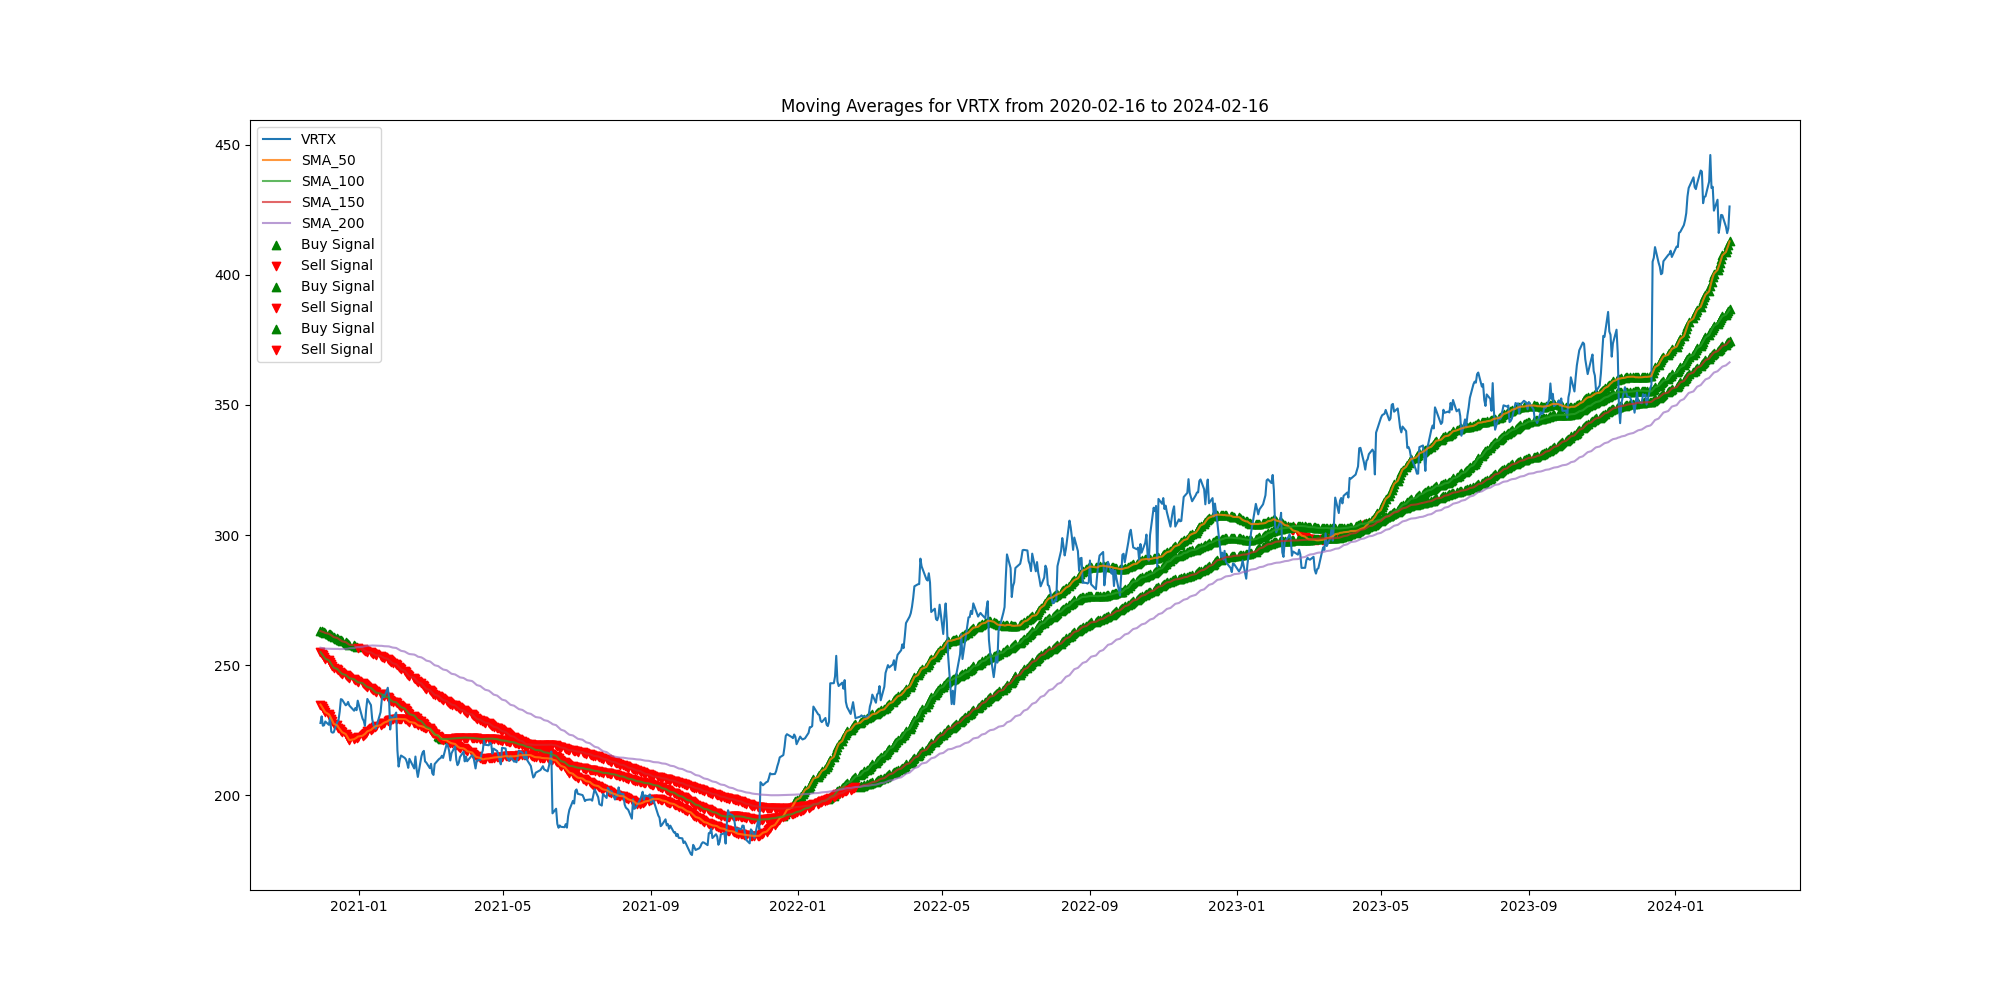 Moving Averages for VRTX from 2020-02-16 to 2024-02-16
VRTX
SMA_50
SMA_100
SMA_150
SMA_200
Buy Signal
Sell Signal
Buy Signal
Sell Signal
Buy Signal
Sell Signal
450
400
350
300
250
200
2021-01
2021-05
2021-09
2022-01
2022-05
2022-09
2023-01
2023-05
2023-09
2024-01